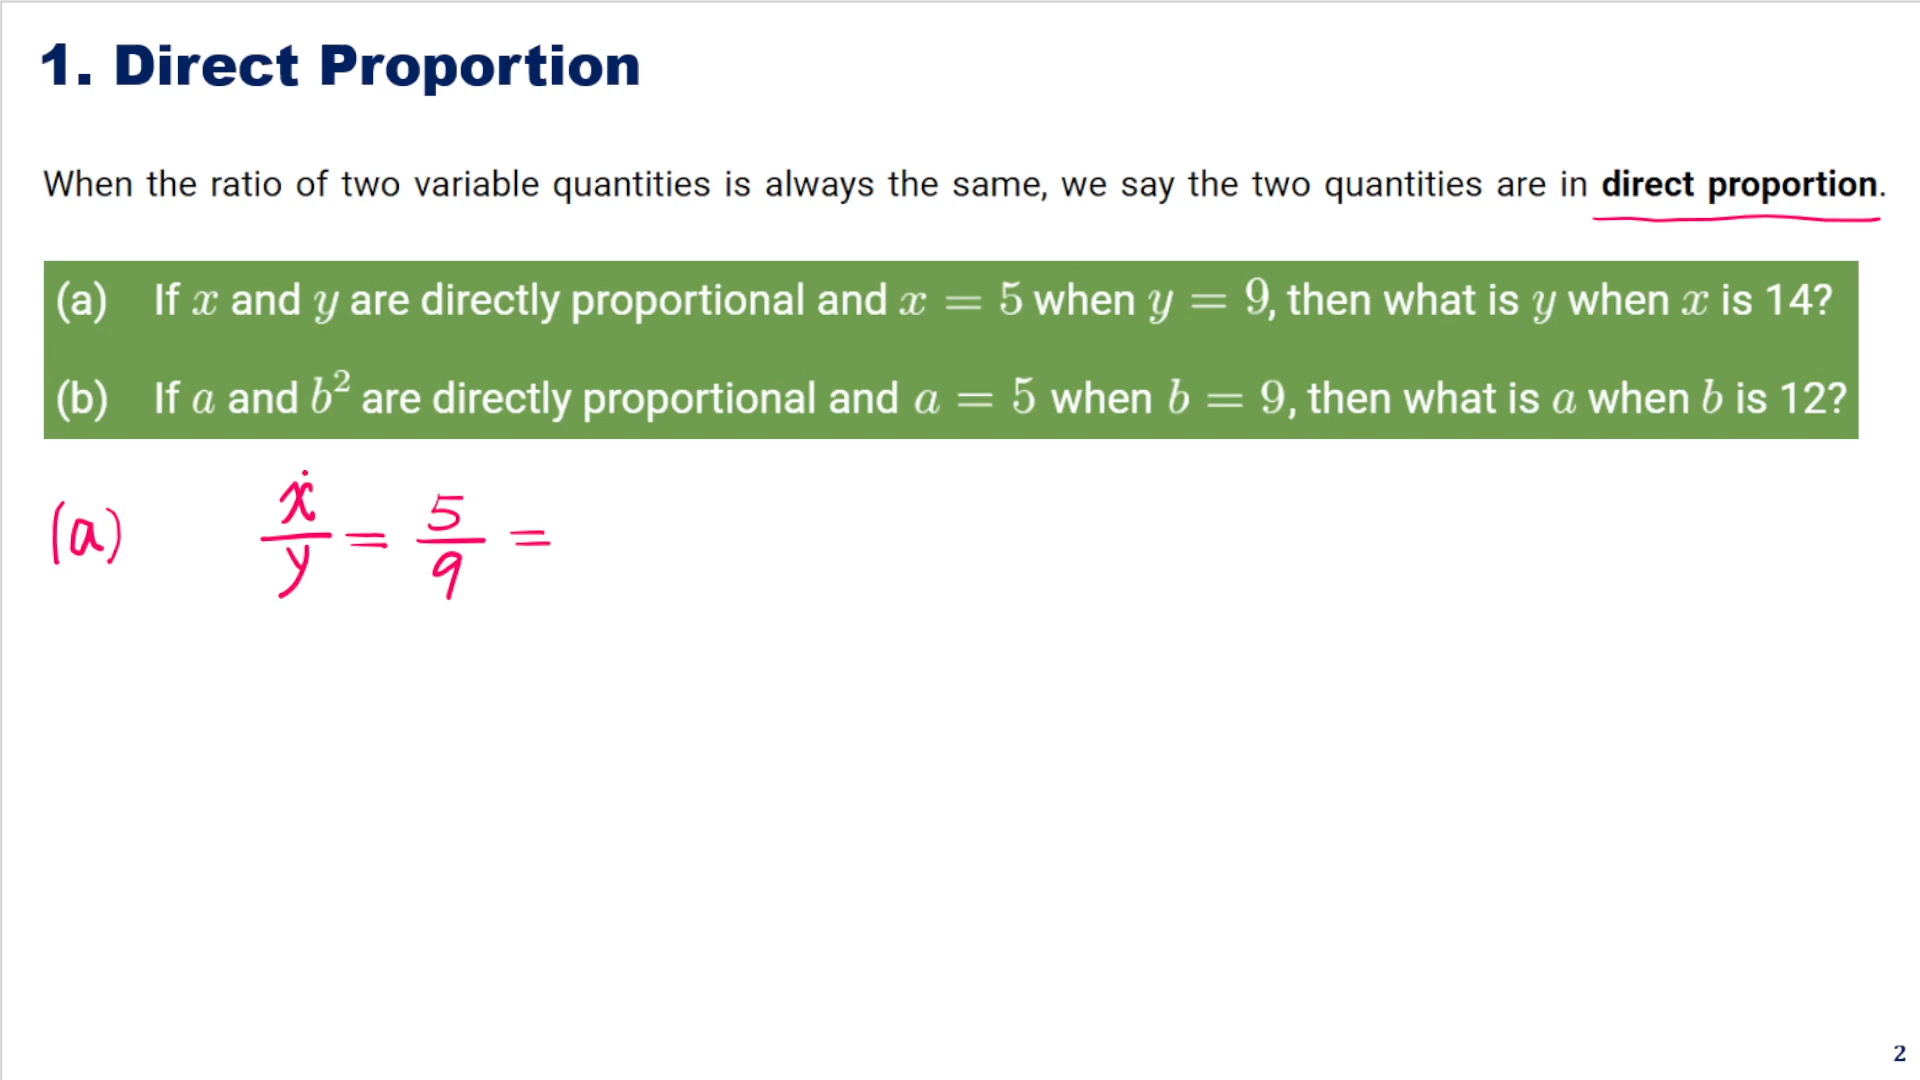 1. Direct Proportion
When the ratio of two variable quantities is always the same, we say the two quantities are in direct proportion.
(a) If x and y are directly proportional and x = 5 when y = 9, then what is y when x is 14?
(b) If a and b² are directly proportional and a = 5 when b = 9, then what is a when b is 12?
(a) x/y = 5/9 =
2